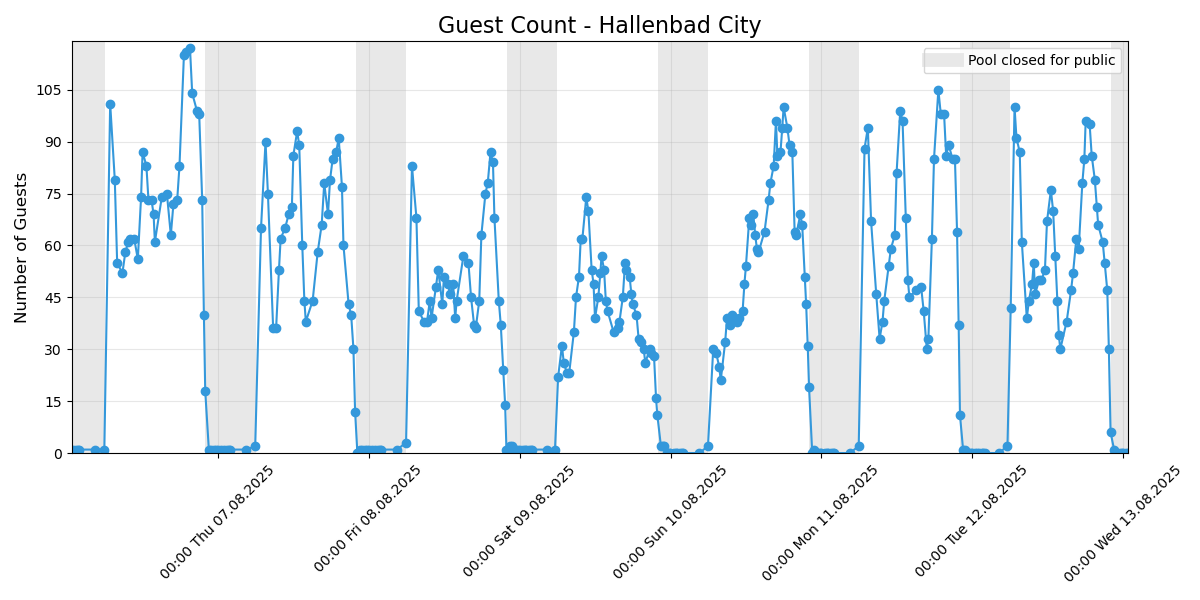 Guest Count - Hallenbad City
Pool closed for public
Number of Guests
105
90
75
60
45
30
15
0
00:00 Thu 07.08.2025
00:00 Fri 08.08.2025
00:00 Sat 09.08.2025
00:00 Sun 10.08.2025
00:00 Mon 11.08.2025
00:00 Tue 12.08.2025
00:00 Wed 13.08.2025